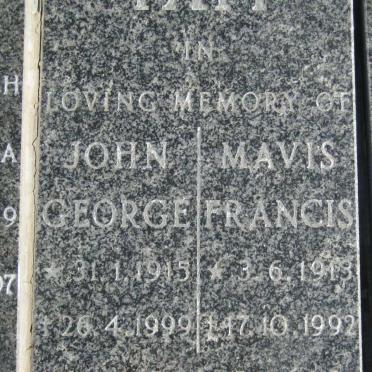 IN
LOVING MEMORY OF
JOHN MAVIS
GEORGE FRANCIS
★ 31.1.1915 ★ 3.6.1913
† 26.4.1999 † 17.10.1992